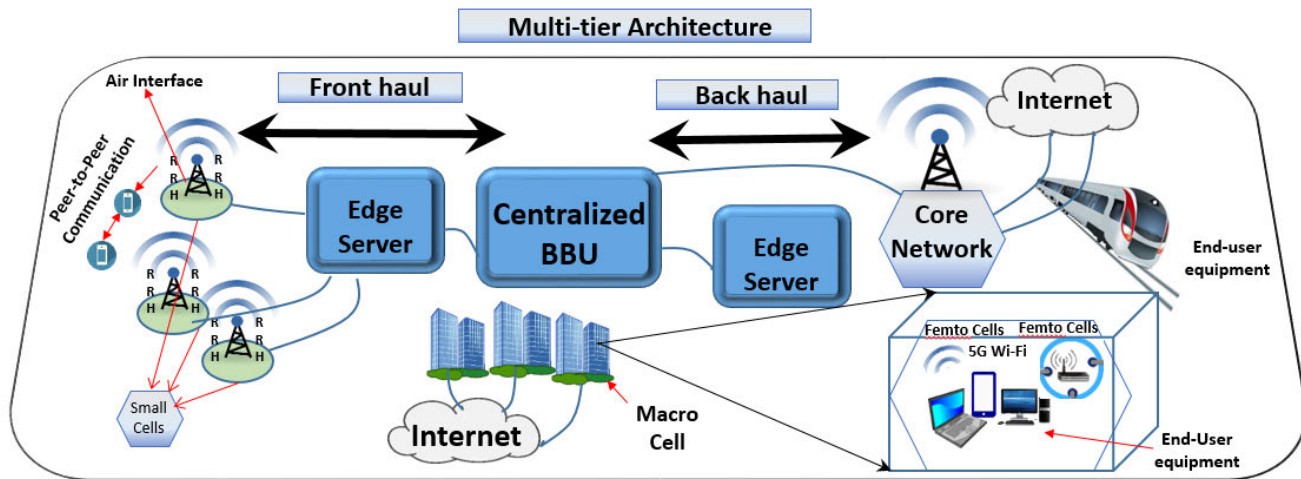 Multi-tier Architecture
Air Interface
Front haul
Back haul
Internet
Peer-to-Peer
Communication
R
R
H
R
R
H
Edge
Server
Centralized
BBU
Edge
Server
Core
Network
End-user
equipment
R
R
H
R
R
H
R
R
H
R
R
H
Small
Cells
Internet
Macro
Cell
Femto Cells
Femto Cells
5G Wi-Fi
End-User
equipment